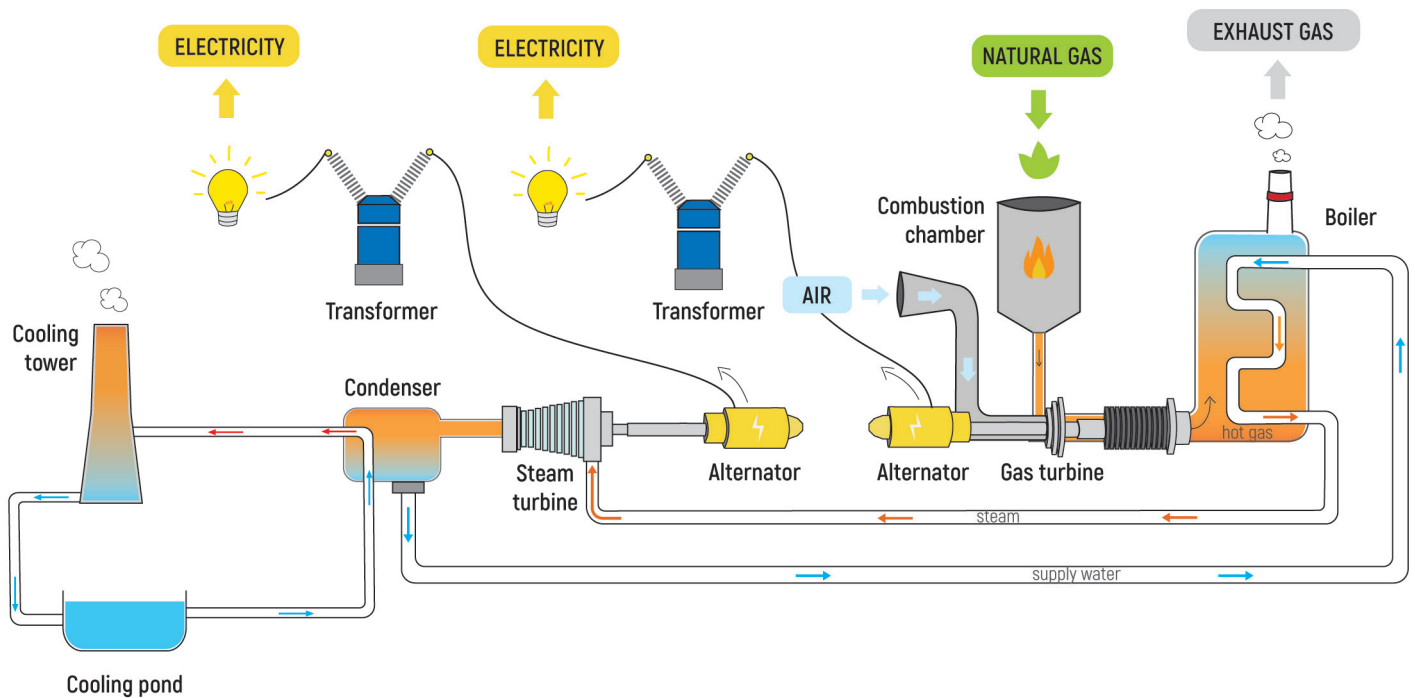 ELECTRICITY
ELECTRICITY
NATURAL GAS
EXHAUST GAS
Combustion
chamber
Boiler
AIR
Transformer
Transformer
Cooling
tower
Condenser
hot gas
Steam
turbine
Alternator
Alternator
Gas turbine
steam
supply water
Cooling pond